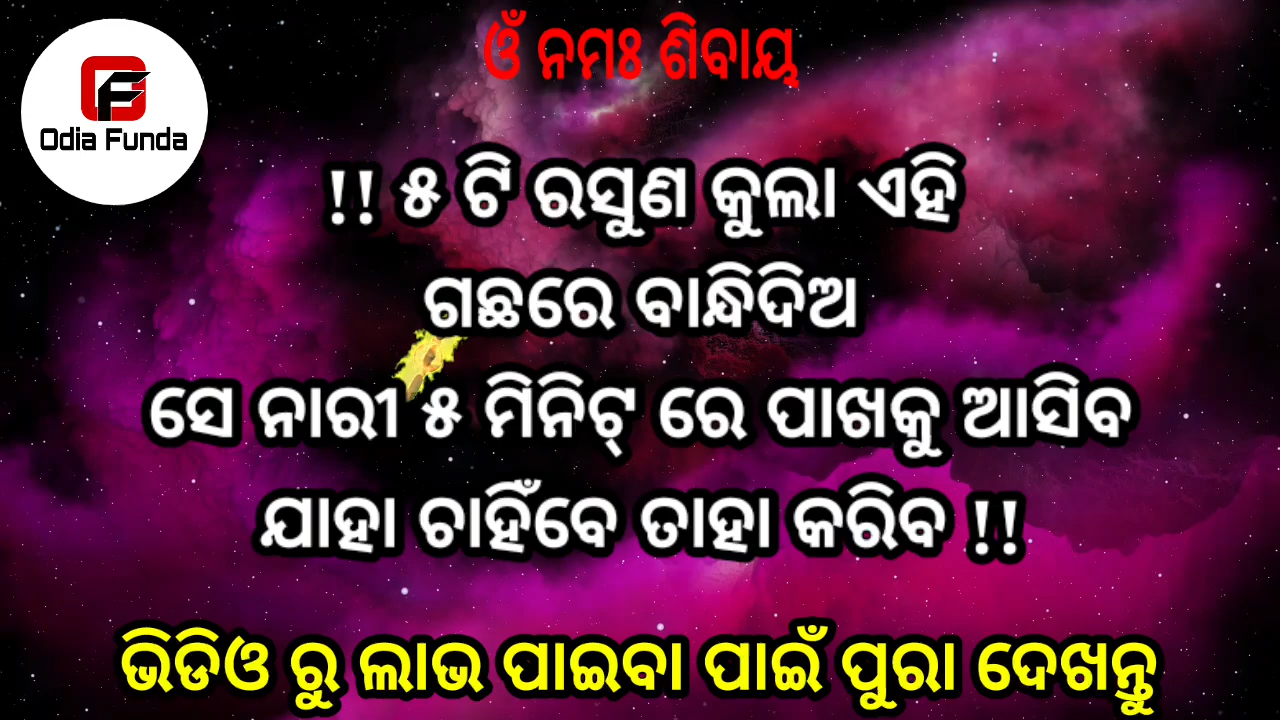 ଓଁ ନମଃ ଶିବାୟ
Odia Funda
!! ୫ ଟି ରସୁଣ କୁଲା ଏହି
ଗଛରେ ବାନ୍ଧିଦିଅ
ସେ ନାରୀ ୫ ମିନିଟ୍ ରେ ପାଖକୁ ଆସିବ
ଯାହା ଚାହିଁବେ ତାହା କରିବ !!
ଭିଡିଓ ରୁ ଲାଭ ପାଇବା ପାଇଁ ପୁରା ଦେଖନ୍ତୁ